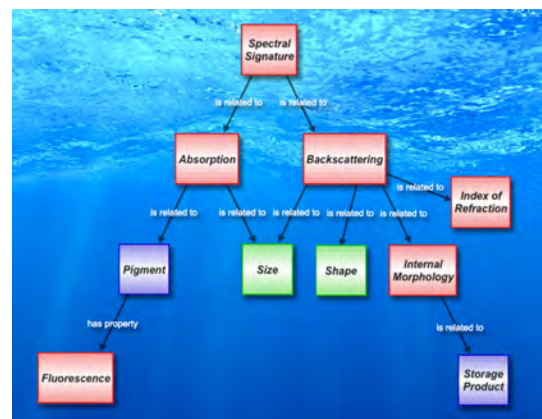 Spectral
Signature
is related to is related to
Absorption Backscattering
is related to
Index of
Refraction
is related to is related to is related to is related to is related to
Pigment Size Shape Internal
Morphology
has property is related to
Fluorescence Storage
Product